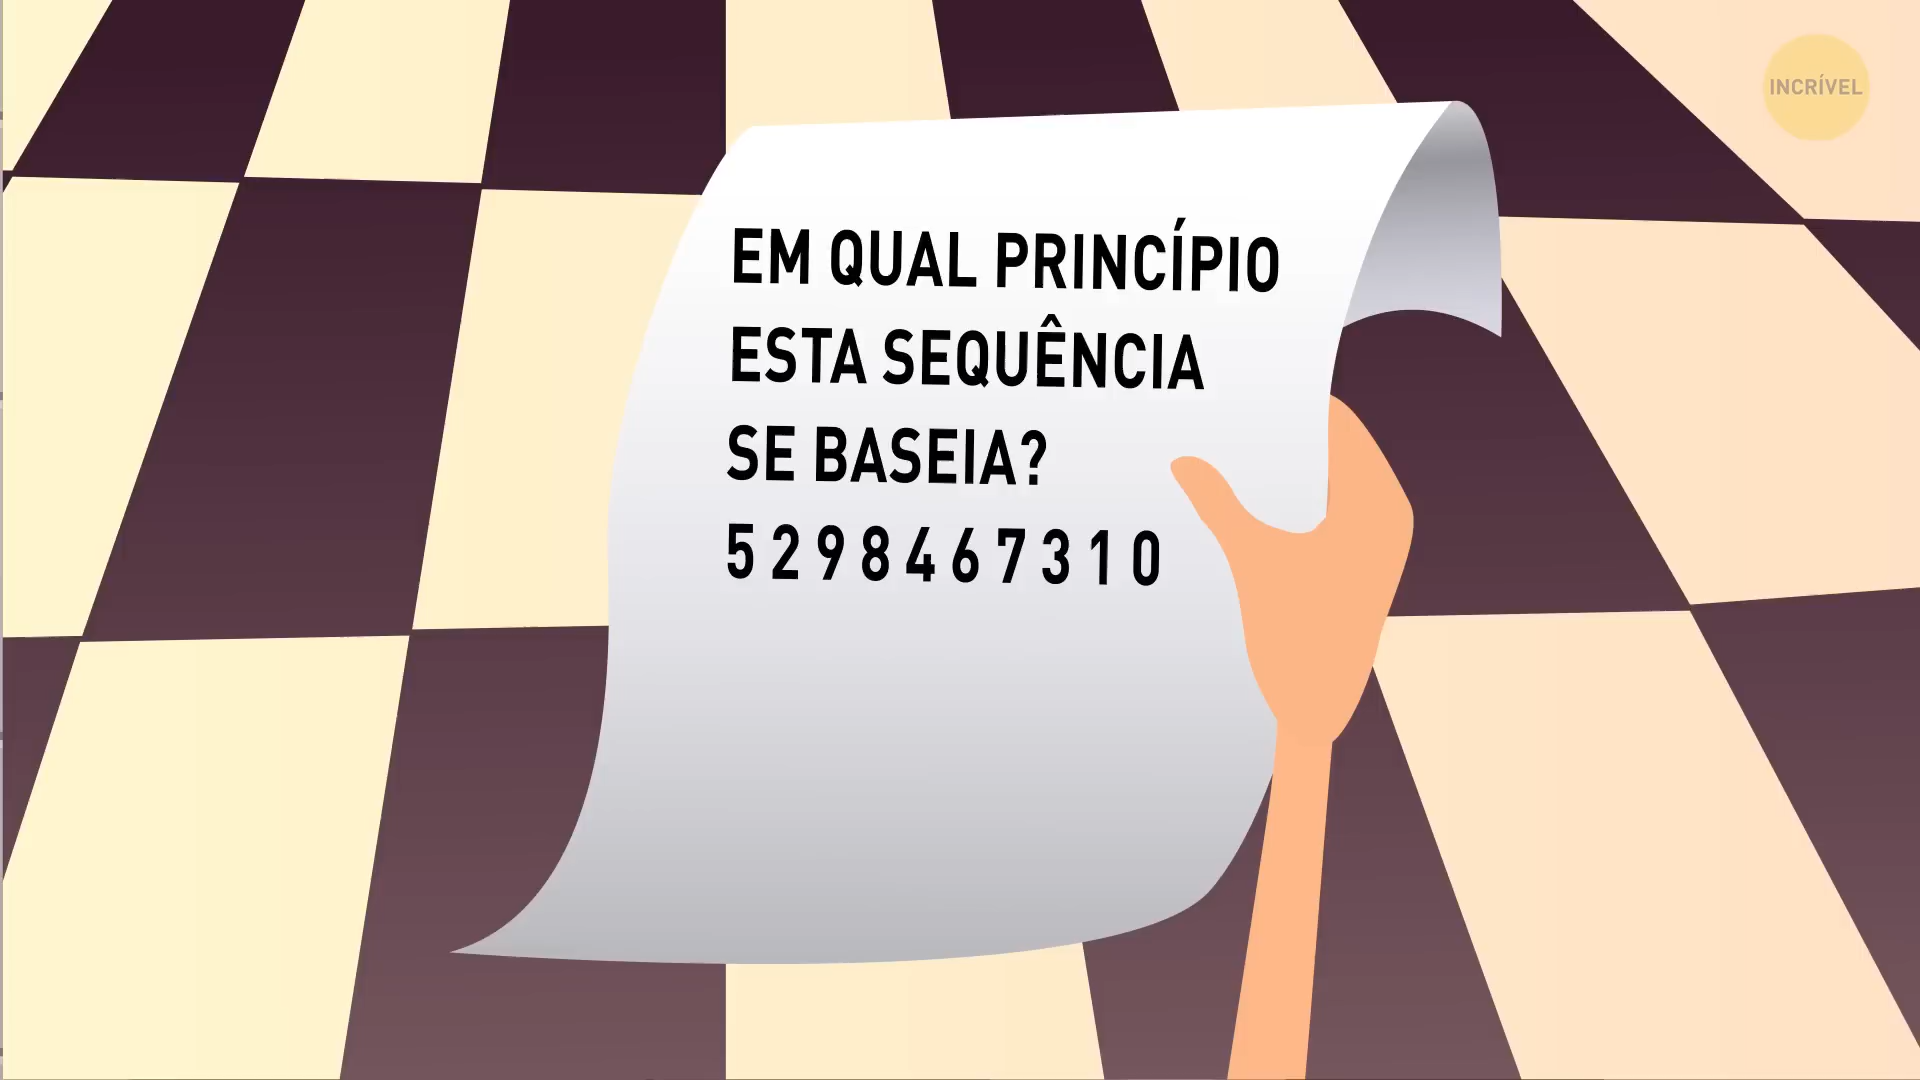 INCRÍVEL
EM QUAL PRINCÍPIO
ESTA SEQUÊNCIA
SE BASEIA?
5 2 9 8 4 6 7 3 1 0